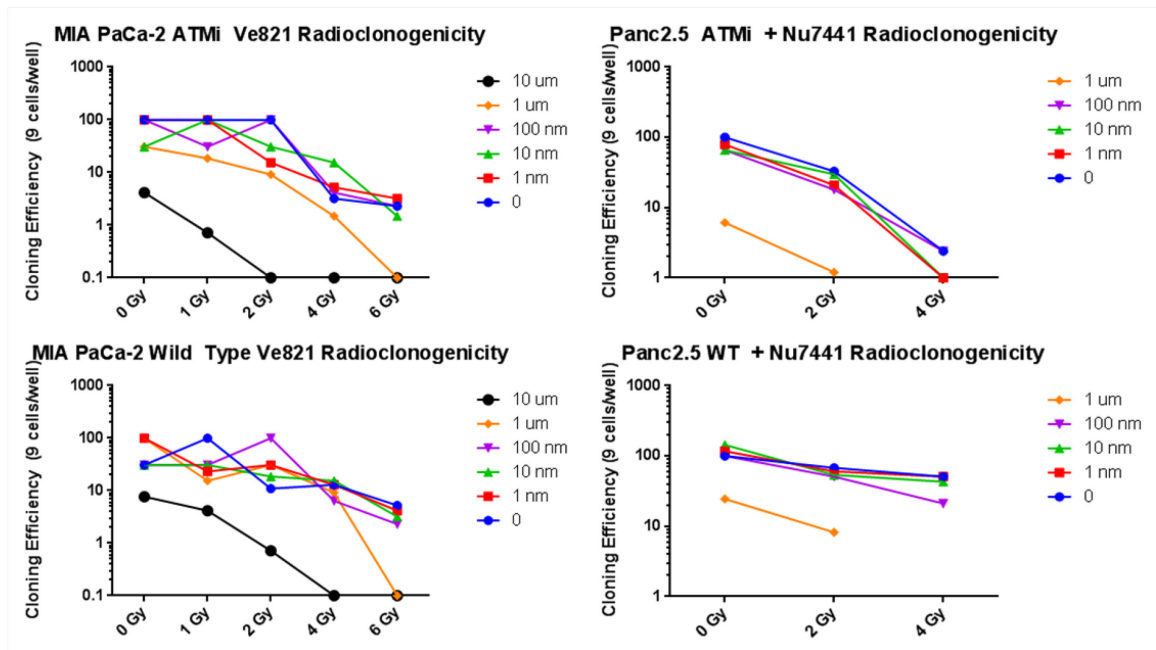 MIA PaCa-2 ATMi Ve821 Radioclonogenicity
Cloning Efficiency (9 cells/well)
1000
100
10
1
0.1
0 Gy
1 Gy
2 Gy
4 Gy
6 Gy
10 um
1 um
100 nm
10 nm
1 nm
0
Panc2.5 ATMi + Nu7441 Radioclonogenicity
Cloning Efficiency (9 cells/well)
1000
100
10
1
0 Gy
2 Gy
4 Gy
1 um
100 nm
10 nm
1 nm
0
MIA PaCa-2 Wild Type Ve821 Radioclonogenicity
Cloning Efficiency (9 cells/well)
1000
100
10
1
0.1
0 Gy
1 Gy
2 Gy
4 Gy
6 Gy
10 um
1 um
100 nm
10 nm
1 nm
0
Panc2.5 WT + Nu7441 Radioclonogenicity
Cloning Efficiency (9 cells/well)
1000
100
10
1
0 Gy
2 Gy
4 Gy
1 um
100 nm
10 nm
1 nm
0